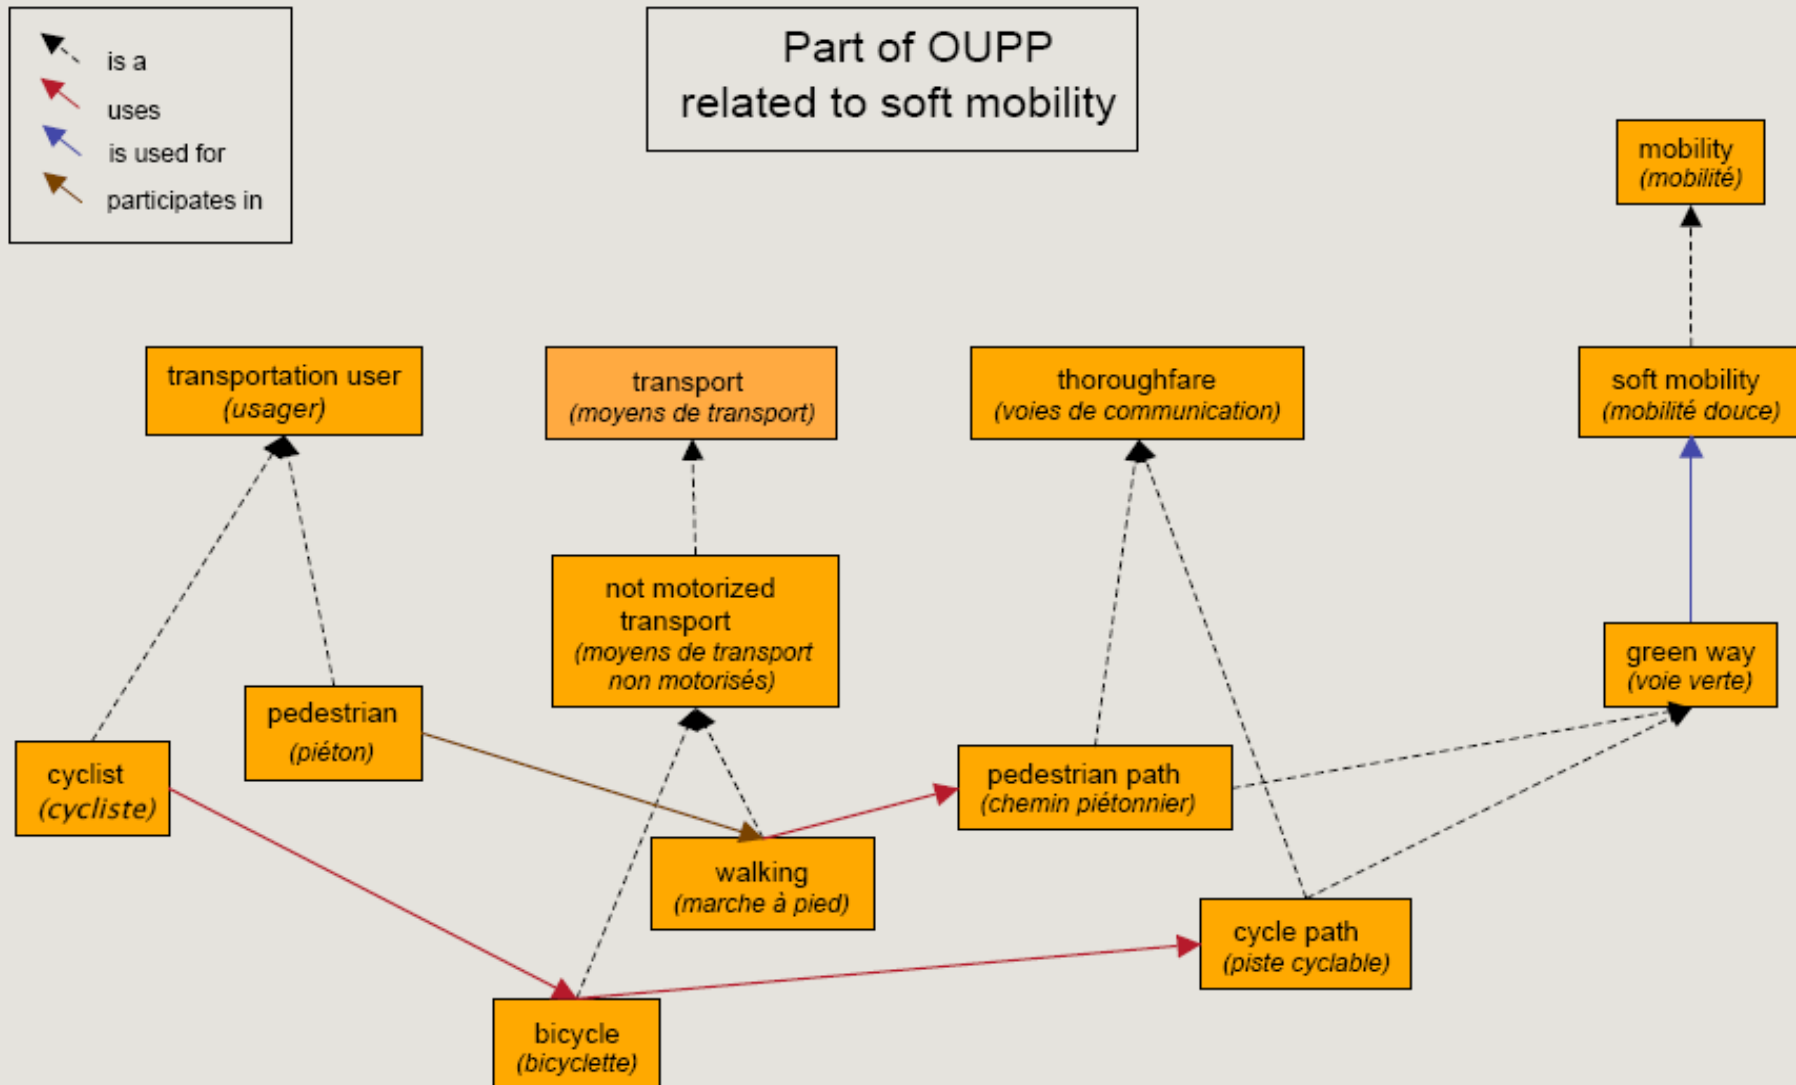 is a
uses
is used for
participates in
Part of OUPP
related to soft mobility
mobility
(mobilité)
transportation user
(usager)
transport
(moyens de transport)
thoroughfare
(voies de communication)
soft mobility
(mobilité douce)
not motorized
transport
(moyens de transport
non motorisés)
green way
(voie verte)
pedestrian
(piéton)
cyclist
(cycliste)
pedestrian path
(chemin piétonnier)
walking
(marche à pied)
cycle path
(piste cyclable)
bicycle
(bicyclette)